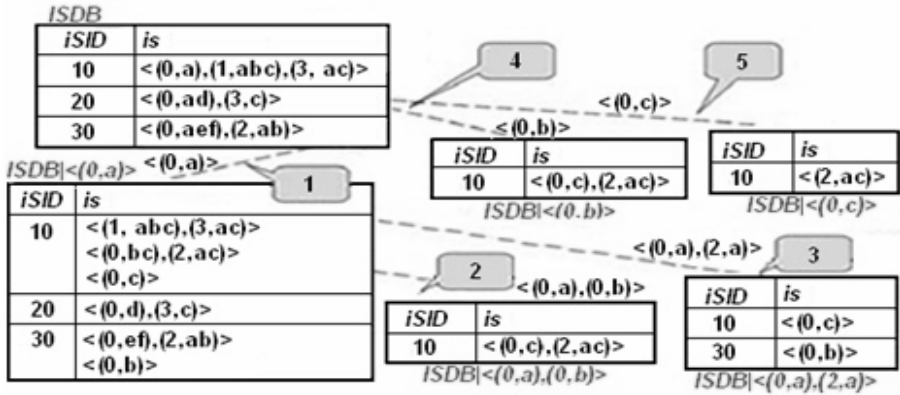 ISDB
iSID is
10 <(0,a),(1,abc),(3, ac)>
20 <(0,ad),(3,c)>
30 <(0,aef),(2,ab)>
4
5
<(0,c)>
<(0,b)>
iSID is
10 <(0,c),(2,ac)>
ISDB|<(0.b)>
iSID is
10 <(2,ac)>
ISDB|<(0,c)>
ISDB|<(0,a)> <(0,a)>
1
iSID is
10 <(1, abc),(3,ac)>
<(0,bc),(2,ac)>
<(0,c)>
20 <(0,d),(3,c)>
30 <(0,ef),(2,ab)>
<(0,b)>
2
<(0,a),(0,b)>
iSID is
10 <(0,c),(2,ac)>
ISDB|<(0,a),(0,b)>
<(0,a),(2,a)>
3
iSID is
10 <(0,c)>
30 <(0,b)>
ISDB|<(0,a),(2,a)>